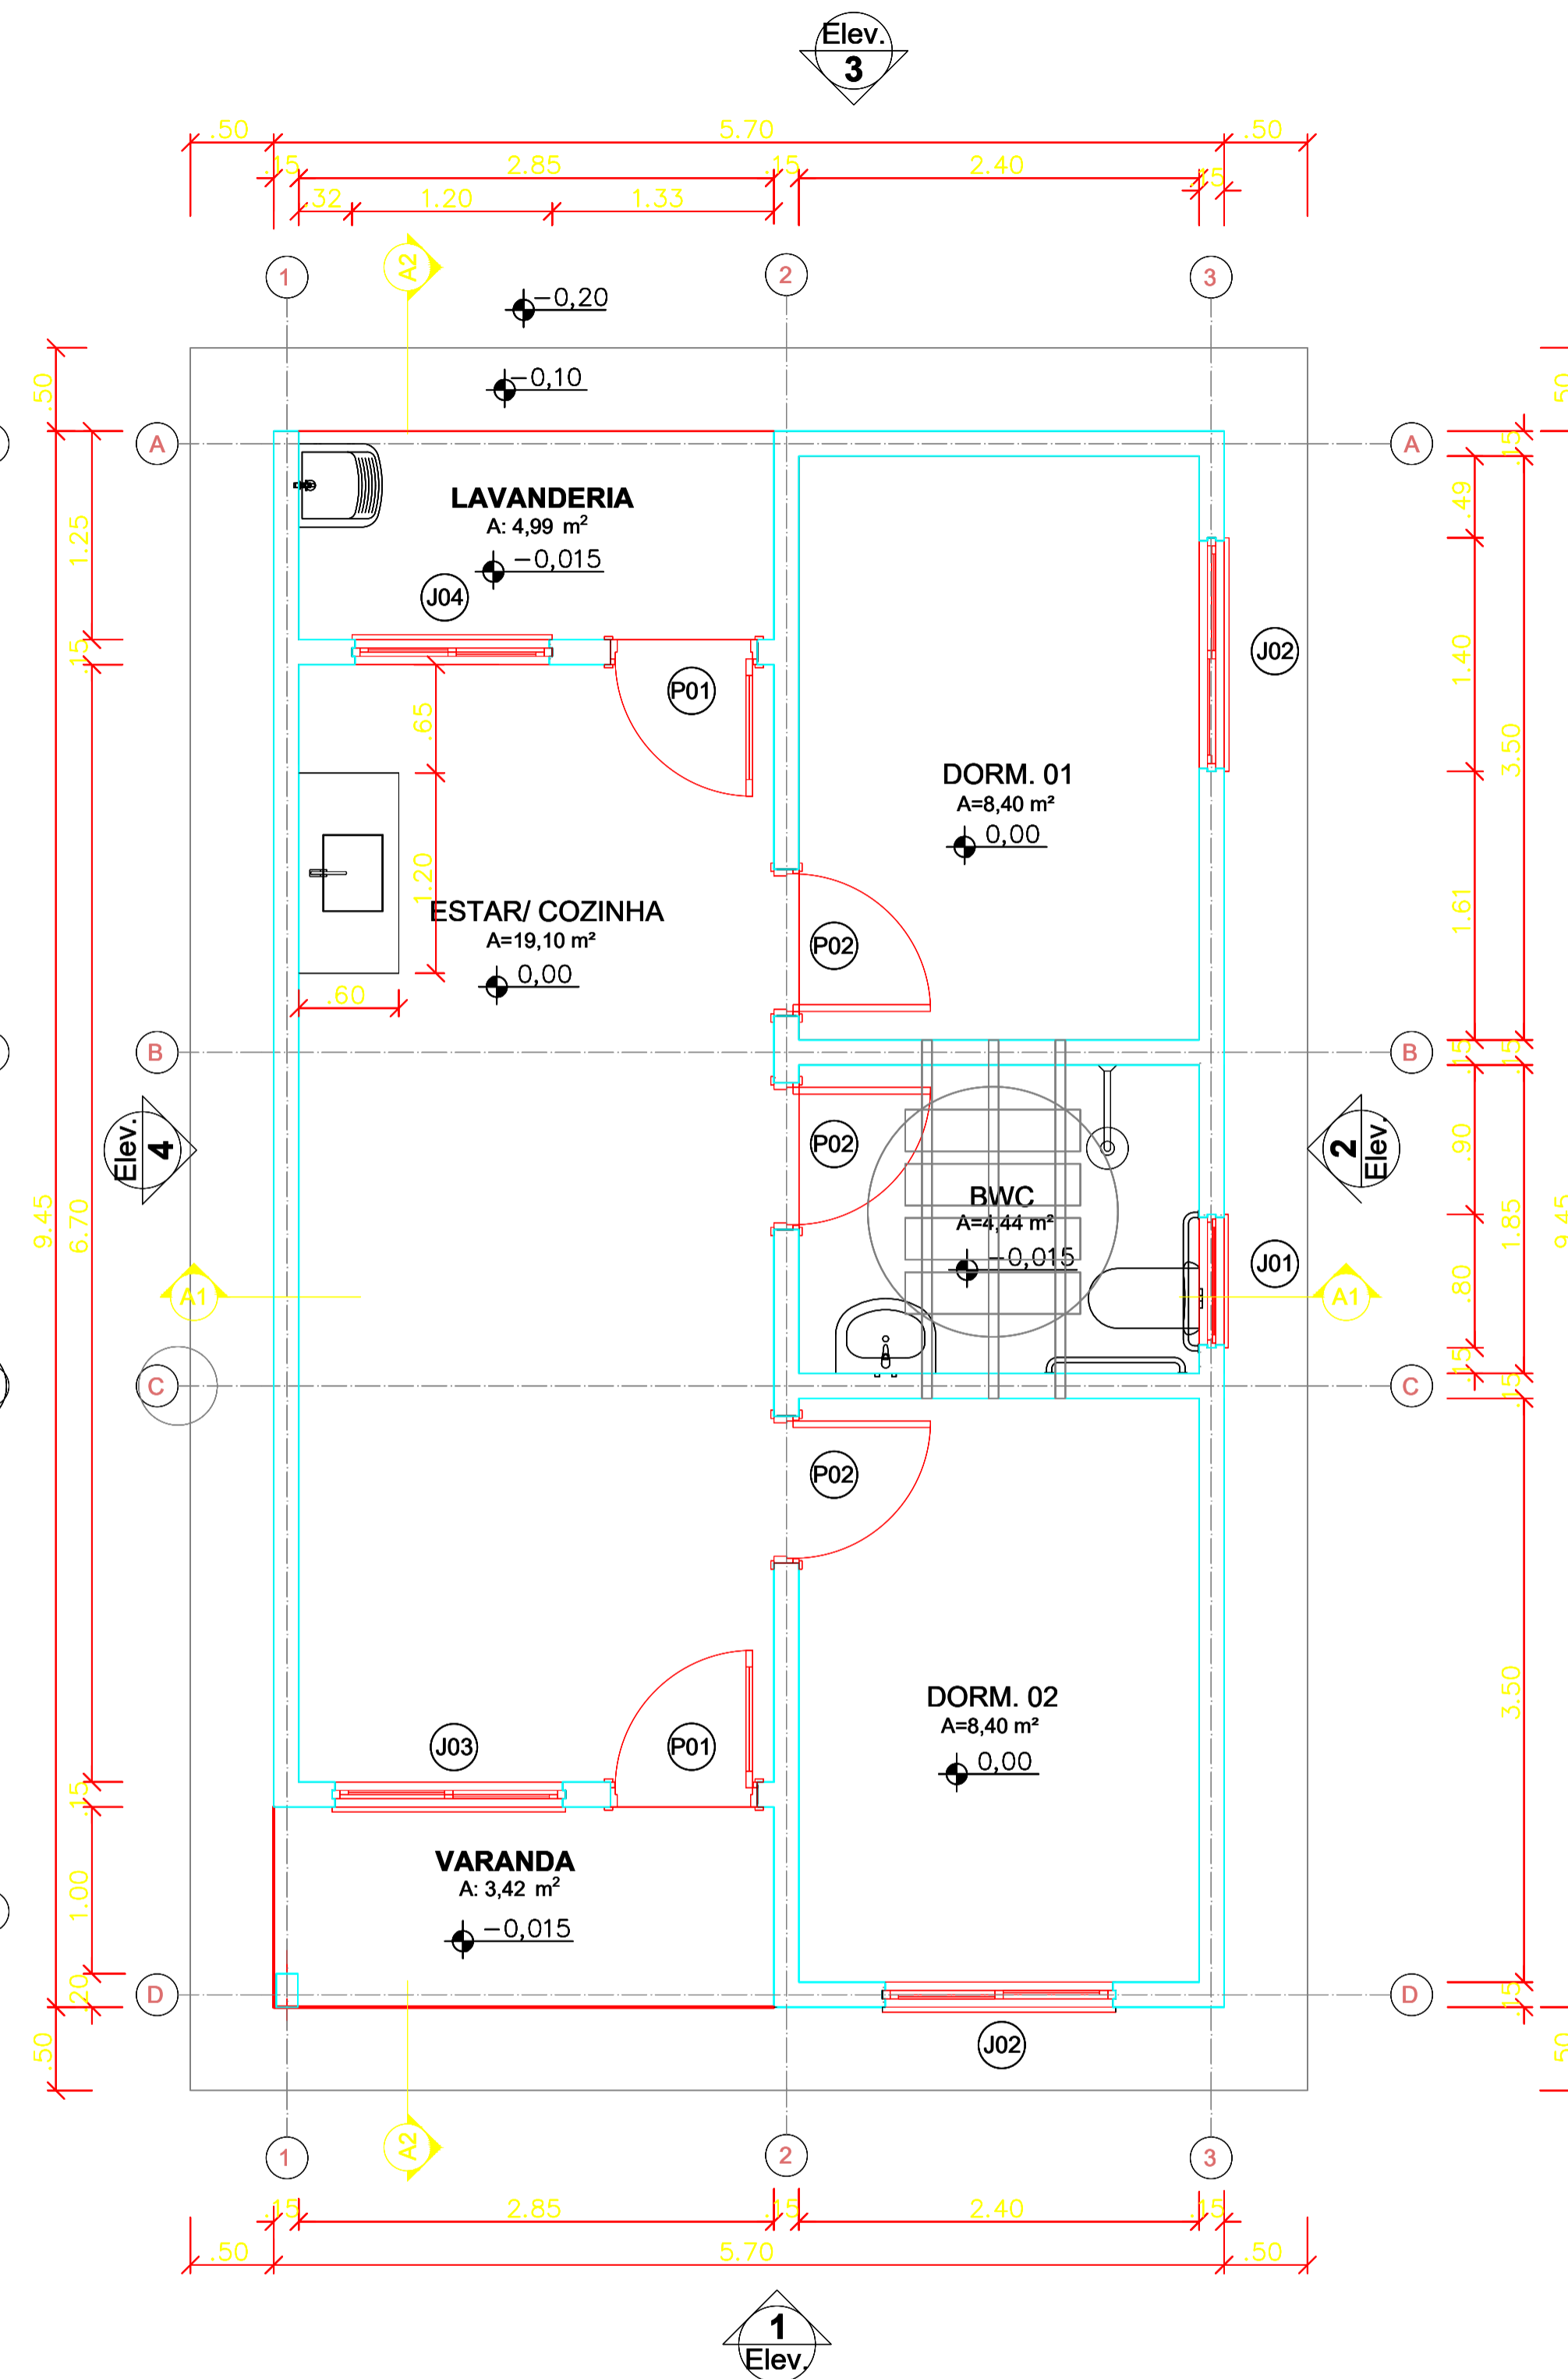 Elev.
3
.50
5.70
.50
.15
2.85
.15
2.40
.15
.32
1.20
1.33
1
A2
2
3
-0,20
-0,10
.50
.50
A
A
.15
LAVANDERIA
A: 4,99 m²
-0,015
J04
1.25
.49
.15
P01
J02
1.40
3.50
.65
DORM. 01
A=8,40 m²
0,00
1.20
ESTAR/ COZINHA
A=19,10 m²
0,00
P02
1.61
.60
B
B
.15
.15
Elev.
4
P02
2
Elev.
.90
BWC
A=4,44 m²
-0,015
9.45
6.70
1.85
9.45
A1
J01
A1
.80
C
C
.15
.15
P02
DORM. 02
A=8,40 m²
0,00
3.50
J03
P01
.15
VARANDA
A: 3,42 m²
-0,015
1.00
.20
D
D
.15
J02
.50
.50
1
A2
2
3
.15
2.85
.15
2.40
.15
.50
5.70
.50
1
Elev.